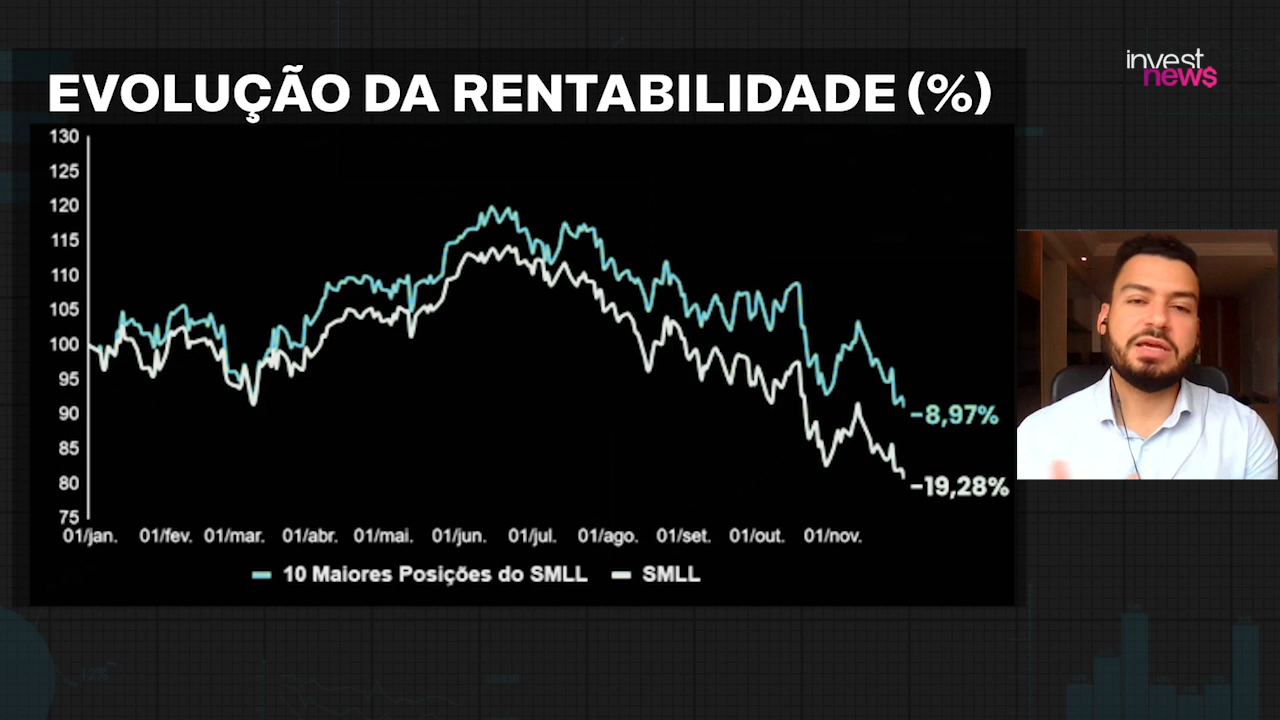 invest
new$
EVOLUÇÃO DA RENTABILIDADE (%)
130
125
120
115
110
105
100
95
90
85
80
75
-8,97%
-19,28%
01/jan. 01/fev. 01/mar. 01/abr. 01/mai. 01/jun. 01/jul. 01/ago. 01/set. 01/out. 01/nov.
10 Maiores Posições do SMLL SMLL